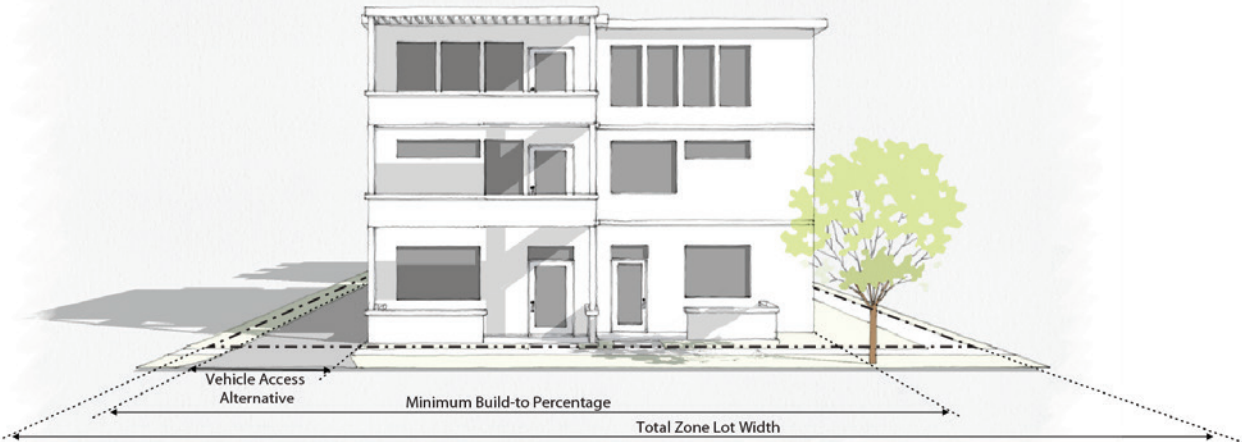 Vehicle Access
Alternative
Minimum Build-to Percentage
Total Zone Lot Width